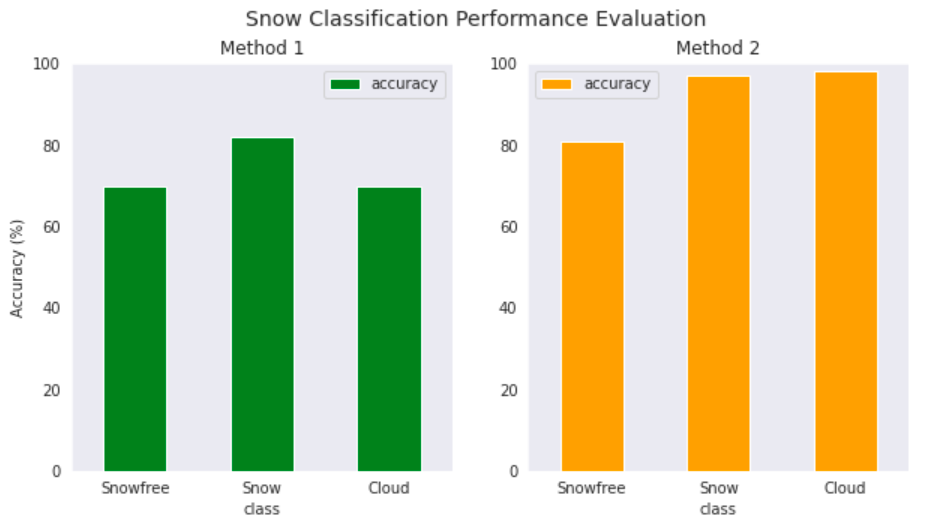 Snow Classification Performance Evaluation
Method 1
100
80
60
40
20
0
Accuracy (%)
accuracy
Snowfree Snow Cloud
class
Method 2
100
80
60
40
20
0
accuracy
Snowfree Snow Cloud
class